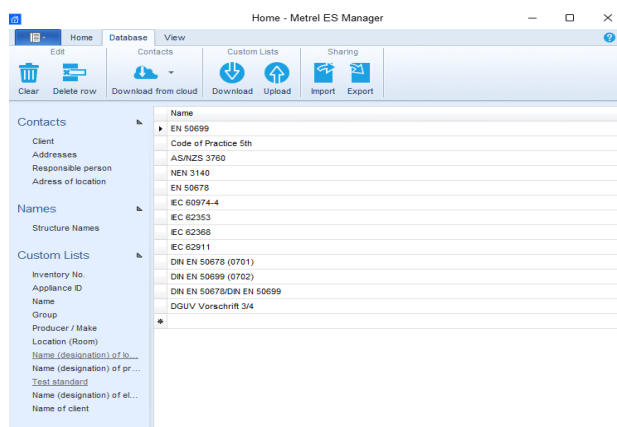 Home - Metrel ES Manager
Home Database View
Edit Contacts Custom Lists Sharing
Clear Delete row Download from cloud Download Upload Import Export
Contacts
Client
Addresses
Responsible person
Adress of location
Names
Structure Names
Custom Lists
Inventory No.
Appliance ID
Name
Group
Producer / Make
Location (Room)
Name (designation) of lo...
Name (designation) of pr...
Test standard
Name (designation) of el...
Name of client
Name
EN 50699
Code of Practice 5th
AS/NZS 3760
NEN 3140
EN 50678
IEC 60974-4
IEC 62353
IEC 62368
IEC 62911
DIN EN 50678 (0701)
DIN EN 50699 (0702)
DIN EN 50678/DIN EN 50699
DGUV Vorschrift 3/4